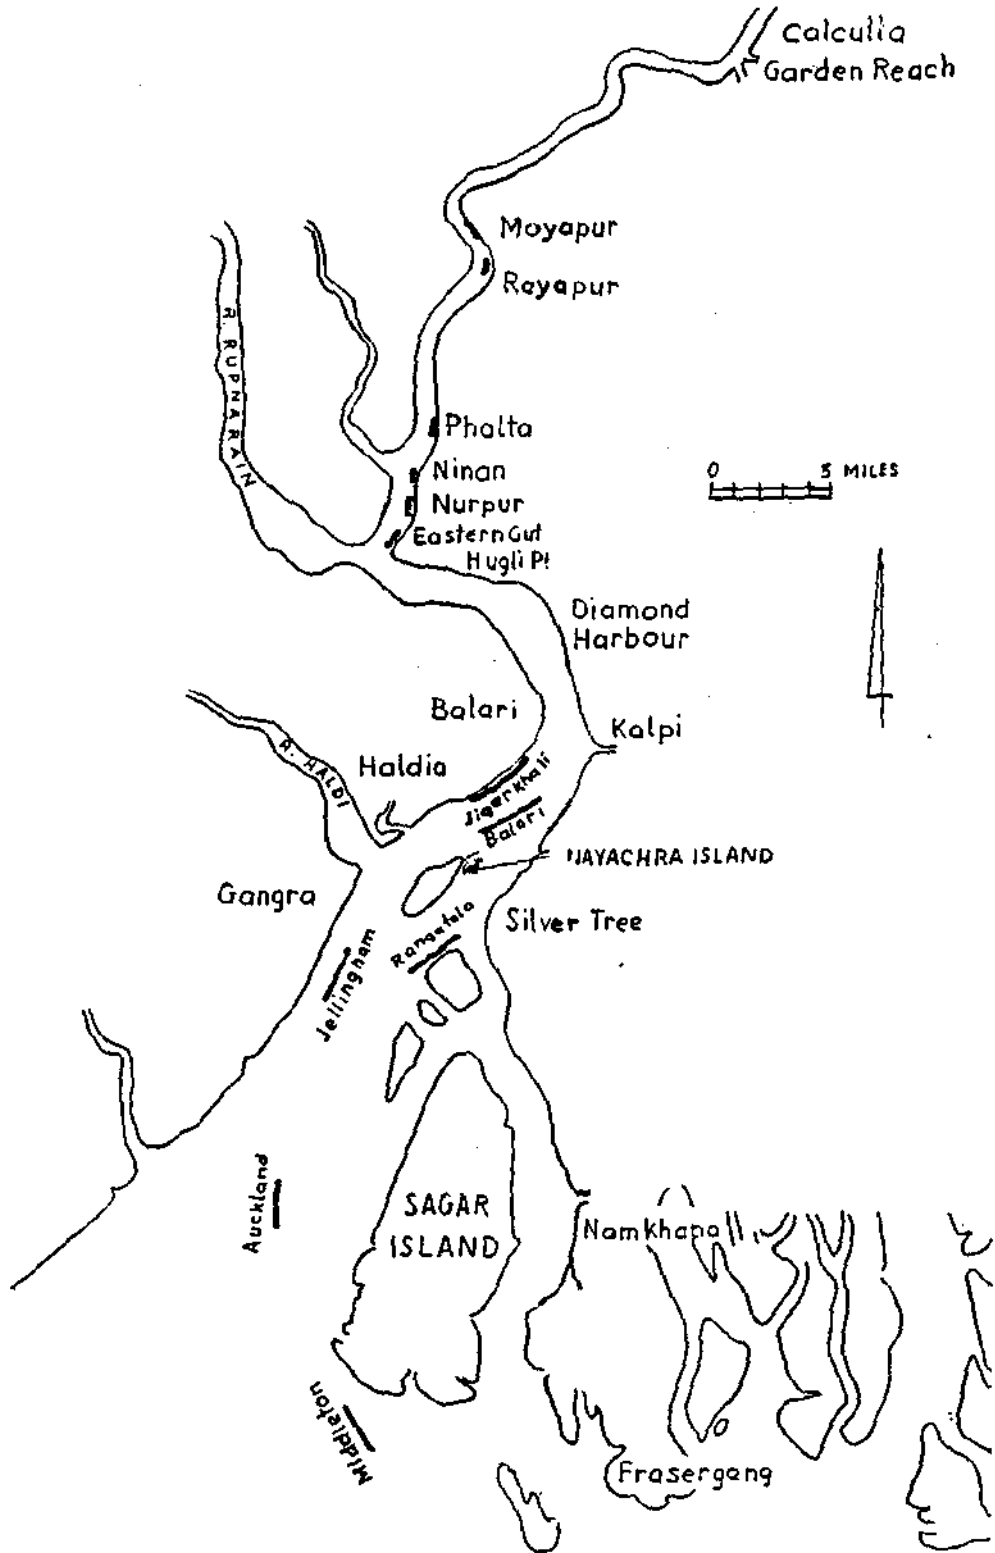 Calcutta
Garden Reach
Moyapur
Rayapur
R. RUPNARAIN
Phalta
Ninan
0 5 MILES
Nurpur
Eastern Gut
Hugli Pt
Diamond
Harbour
Balari
Kalpi
R. HALDI
Haldia
Jigerkhali
Balari
NAYACHRA ISLAND
Gangra
Rangafala
Silver Tree
Jellingham
Auckland
SAGAR
ISLAND
Namkhana
Middleton
Frasergang